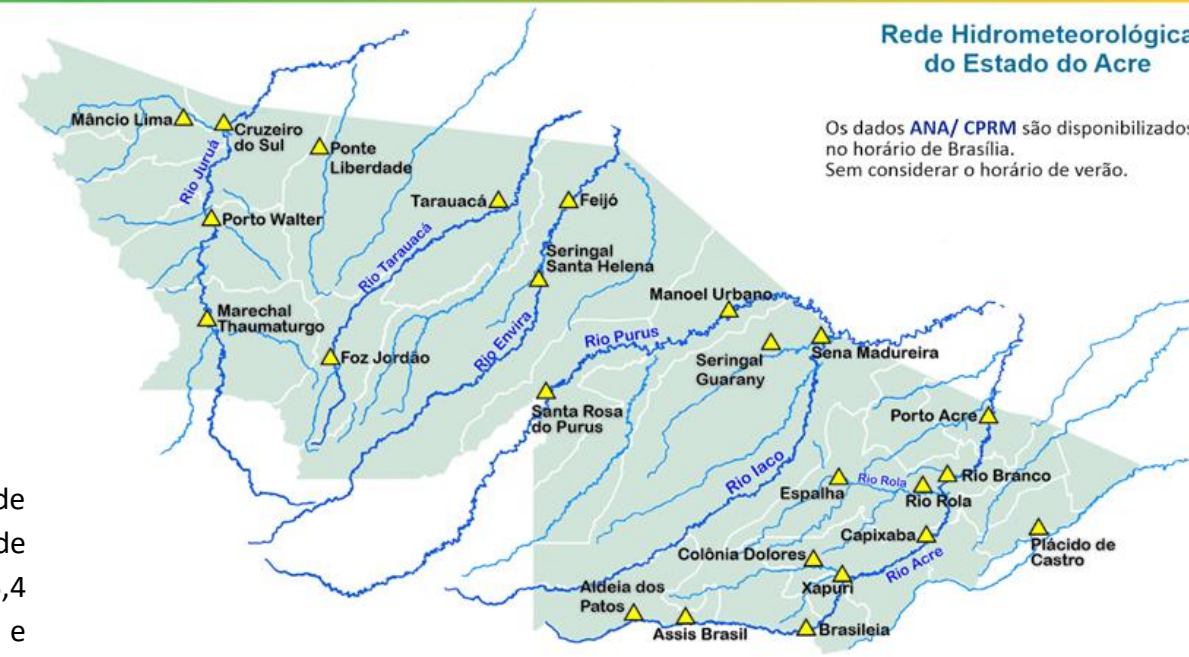 Rede Hidrometeorológica
do Estado do Acre
Os dados ANA/ CPRM são disponibilizados
no horário de Brasília.
Sem considerar o horário de verão.
Mâncio Lima
Cruzeiro
do Sul
Ponte
Liberdade
Rio Juruá
Tarauacá
Feijó
Porto Walter
Rio Tarauacá
Seringal
Santa Helena
Manoel Urbano
Marechal
Thaumaturgo
Rio Envira
Rio Purus
Foz Jordão
Seringal
Guarany
Sena Madureira
Santa Rosa
do Purus
Porto Acre
Rio Iaco
Espalha
Rio Rola
Rio Rola
Rio Branco
de
de
,4
e
Capixaba
Plácido de
Castro
Colônia Dolores
Rio Acre
Xapuri
Aldeia dos
Patos
Assis Brasil
Brasileia